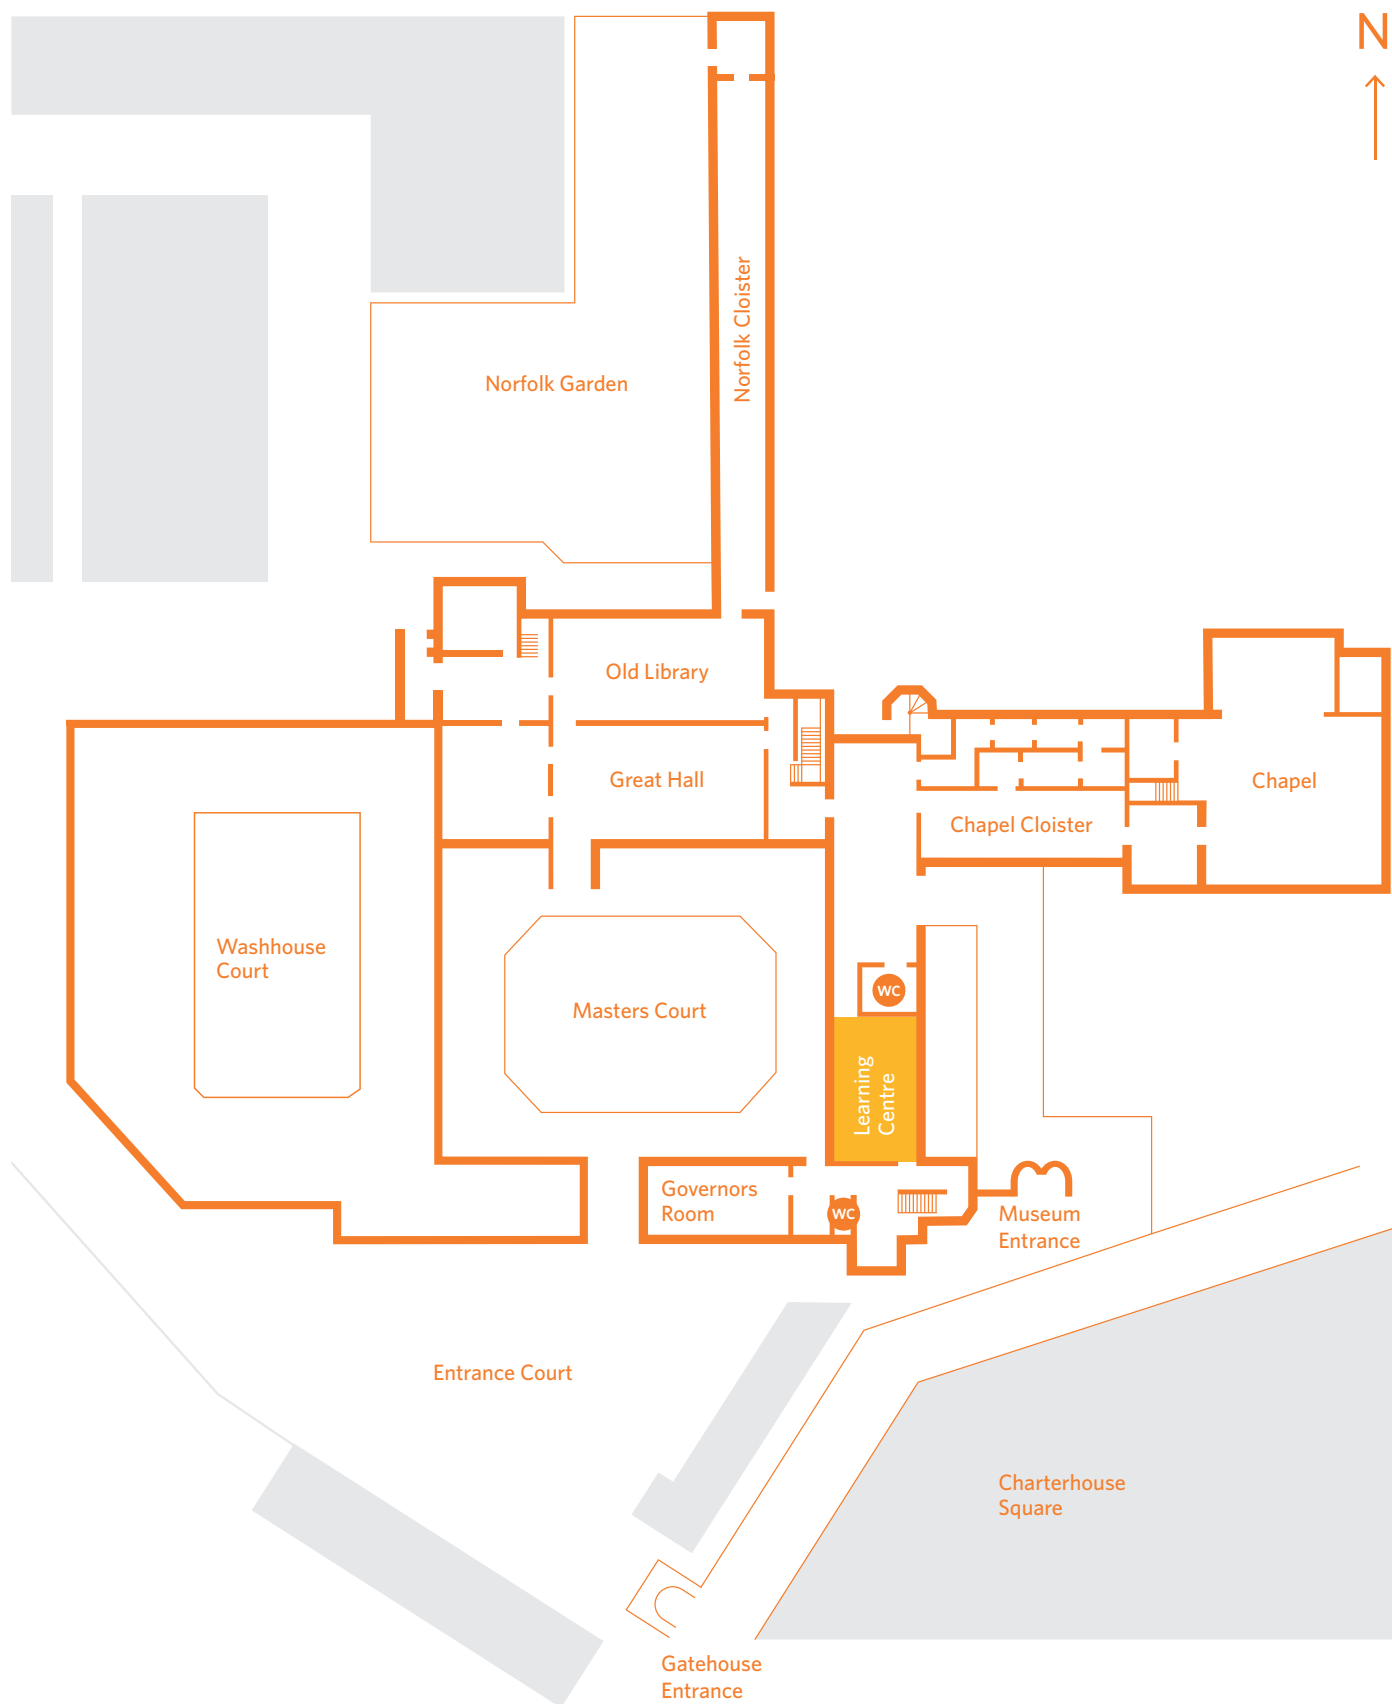 N
Norfolk Cloister
Norfolk Garden
Old Library
Great Hall
Chapel
Chapel Cloister
Washhouse
Court
Masters Court
WC
Learning
Centre
Governors
Room
WC
Museum
Entrance
Entrance Court
Charterhouse
Square
Gatehouse
Entrance